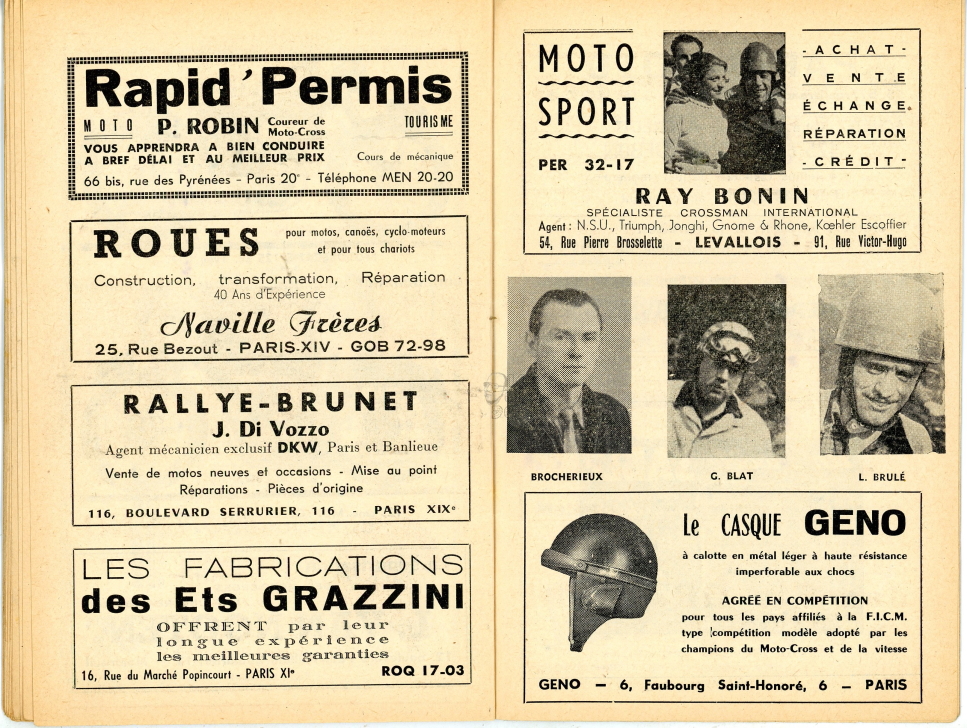 Rapid' Permis
MOTO P. ROBIN Coureur de Moto-Cross TOURISME
VOUS APPRENDRA A BIEN CONDUIRE
A BREF DÉLAI ET AU MEILLEUR PRIX Cours de mécanique
66 bis, rue des Pyrénées - Paris 20e - Téléphone MEN 20-20
ROUES pour motos, canoës, cyclo-moteurs
et pour tous chariots
Construction, transformation, Réparation
40 Ans d'Expérience
Naville Frères
25, Rue Bezout - PARIS-XIV - GOB 72-98
RALLYE-BRUNET
J. Di Vozzo
Agent mécanicien exclusif DKW, Paris et Banlieue
Vente de motos neuves et occasions - Mise au point
Réparations - Pièces d'origine
116, BOULEVARD SERRURIER, 116 - PARIS XIXe
LES FABRICATIONS
des Ets GRAZZINI
OFFRENT par leur
longue expérience
les meilleures garanties
16, Rue du Marché Popincourt - PARIS XIe ROQ 17-03
MOTO
SPORT
PER 32-17
- ACHAT -
VENTE
ÉCHANGE
RÉPARATION
- CRÉDIT -
RAY BONIN
SPÉCIALISTE CROSSMAN INTERNATIONAL
Agent : N.S.U., Triumph, Jonghi, Gnome & Rhone, Kœhler Escoffier
54, Rue Pierre Brosselette - LEVALLOIS - 91, Rue Victor-Hugo
BROCHERIEUX G. BLAT L. BRULÉ
Le CASQUE GENO
à calotte en métal léger à haute résistance
imperforable aux chocs
AGRÉÉ EN COMPÉTITION
pour tous les pays affiliés à la F.I.C.M.
type compétition modèle adopté par les
champions du Moto-Cross et de la vitesse
GENO — 6, Faubourg Saint-Honoré, 6 — PARIS